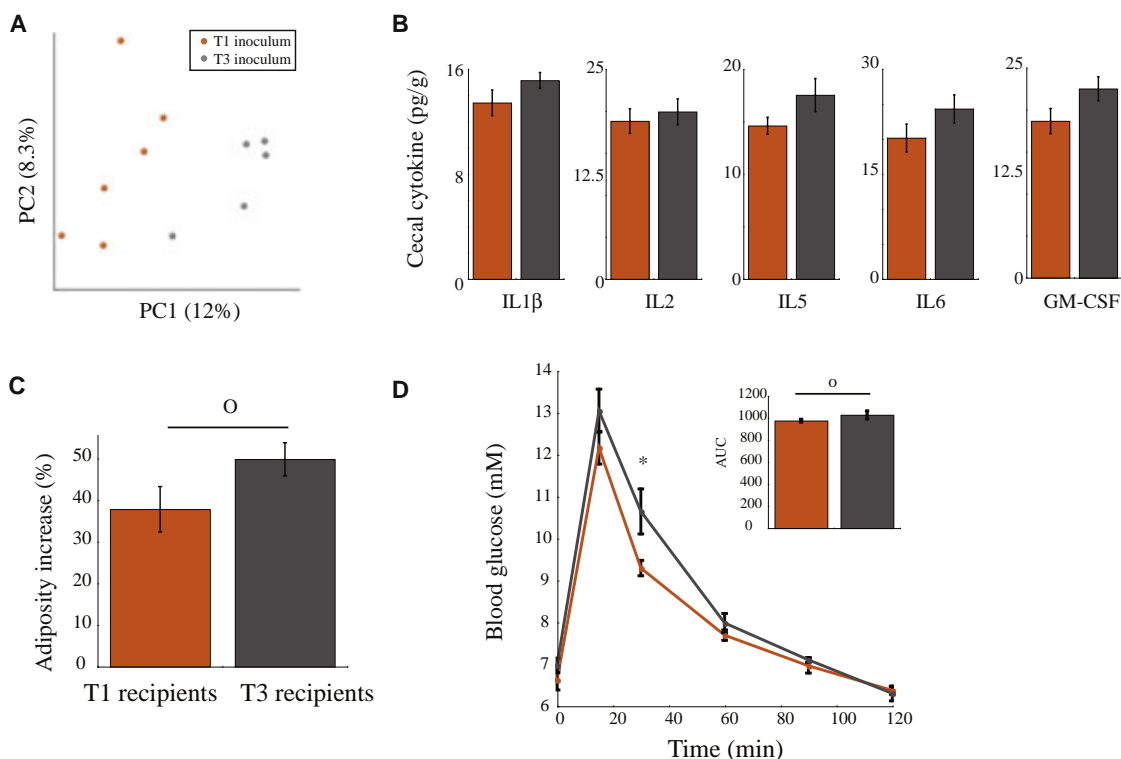 A
T1 inoculum
T3 inoculum
PC2 (8.3%)
PC1 (12%)
B
Cecal cytokine (pg/g)
16
8
0
IL1β
25
12.5
0
IL2
20
15
10
5
0
IL5
45
30
15
0
IL6
25
12.5
0
GM-CSF
C
O
Adiposity increase (%)
50
40
30
20
10
0
T1 recipients T3 recipients
D
Blood glucose (mM)
14
13
12
11
10
9
8
7
6
*
0 20 40 60 80 100 120
Time (min)
O
AUC
1200
1000
800
600
400
200
0